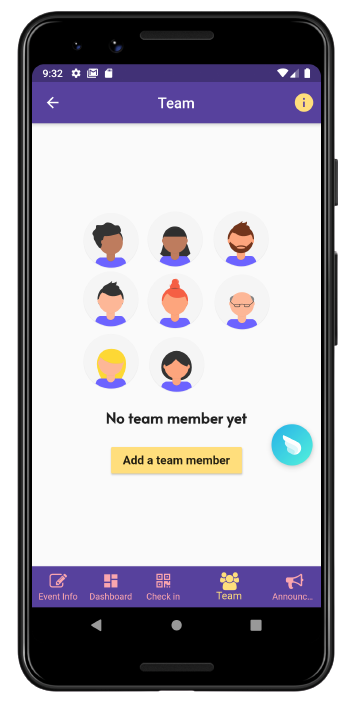 9:32
Team
No team member yet
Add a team member
Event Info
Dashboard
Check in
Team
Announc...